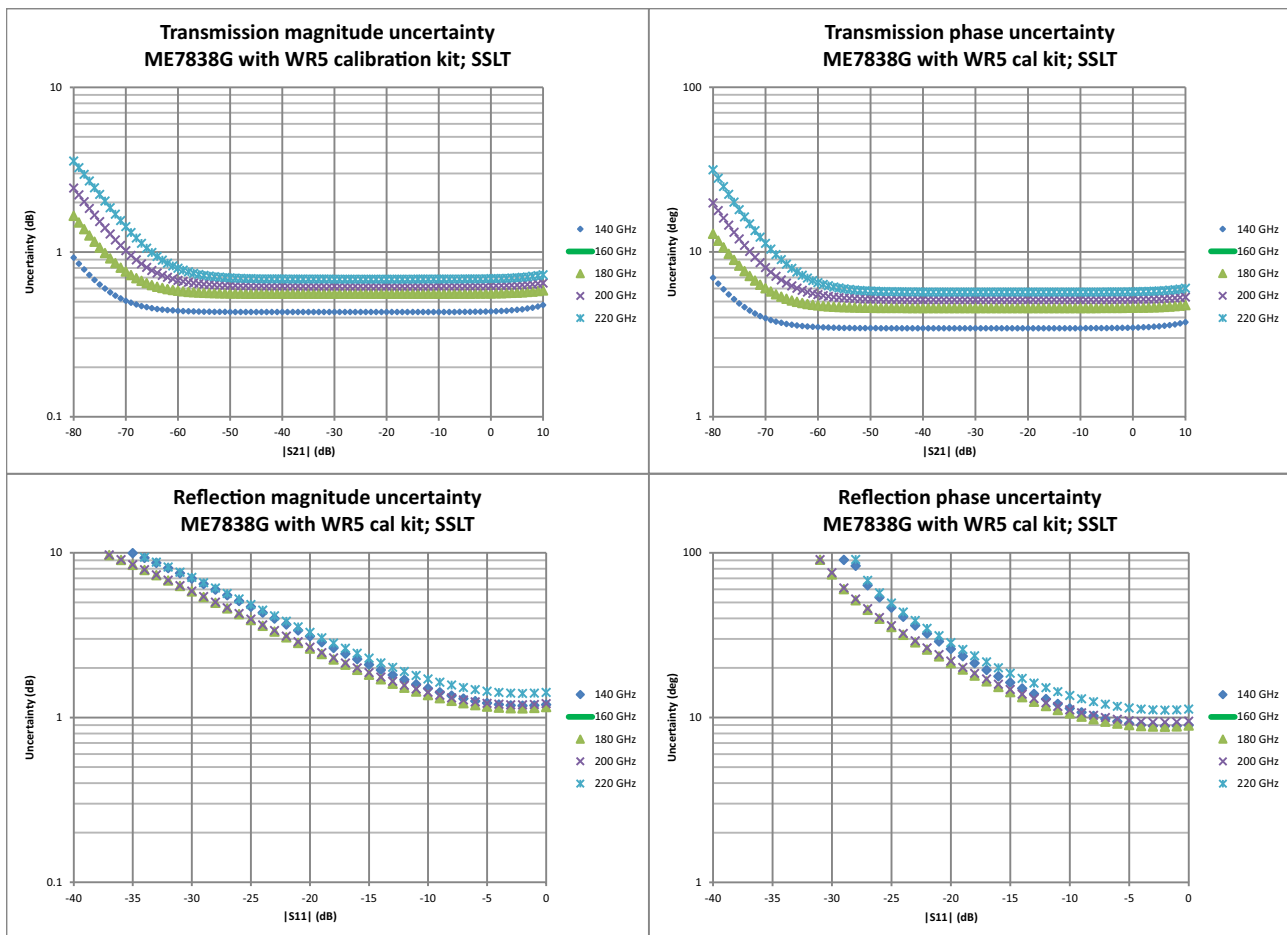 Transmission magnitude uncertainty
ME7838G with WR5 calibration kit; SSLT
10
1
0.1
Uncertainty (dB)
-80 -70 -60 -50 -40 -30 -20 -10 0 10
|S21| (dB)
140 GHz
160 GHz
180 GHz
200 GHz
220 GHz
Transmission phase uncertainty
ME7838G with WR5 cal kit; SSLT
100
10
1
Uncertainty (deg)
-80 -70 -60 -50 -40 -30 -20 -10 0 10
|S21| (dB)
140 GHz
160 GHz
180 GHz
200 GHz
220 GHz
Reflection magnitude uncertainty
ME7838G with WR5 cal kit; SSLT
10
1
0.1
Uncertainty (dB)
-40 -35 -30 -25 -20 -15 -10 -5 0
|S11| (dB)
140 GHz
160 GHz
180 GHz
200 GHz
220 GHz
Reflection phase uncertainty
ME7838G with WR5 cal kit; SSLT
100
10
1
Uncertainty (deg)
-40 -35 -30 -25 -20 -15 -10 -5 0
|S11| (dB)
140 GHz
160 GHz
180 GHz
200 GHz
220 GHz